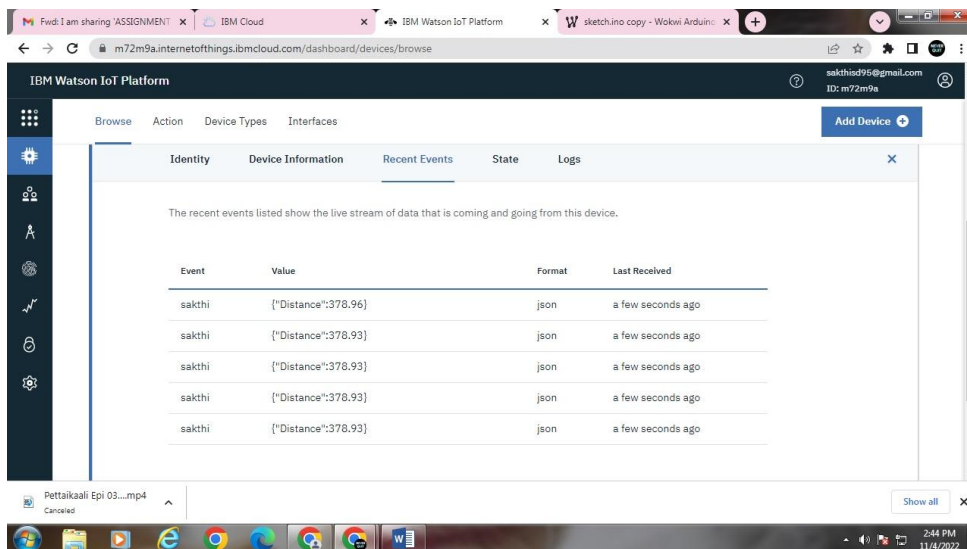 Fwd: I am sharing 'ASSIGNMENT
IBM Cloud
IBM Watson IoT Platform
sketch.ino copy - Wokwi Arduino
m72m9a.internetofthings.ibmcloud.com/dashboard/devices/browse
IBM Watson IoT Platform
sakthisd95@gmail.com
ID: m72m9a
Browse Action Device Types Interfaces
Add Device
Identity Device Information Recent Events State Logs
The recent events listed show the live stream of data that is coming and going from this device.
Event Value Format Last Received
sakthi {"Distance":378.96} json a few seconds ago
sakthi {"Distance":378.93} json a few seconds ago
sakthi {"Distance":378.93} json a few seconds ago
sakthi {"Distance":378.93} json a few seconds ago
sakthi {"Distance":378.93} json a few seconds ago
Pettaikaali Epi 03....mp4
Canceled
Show all
2:44 PM
11/4/2022